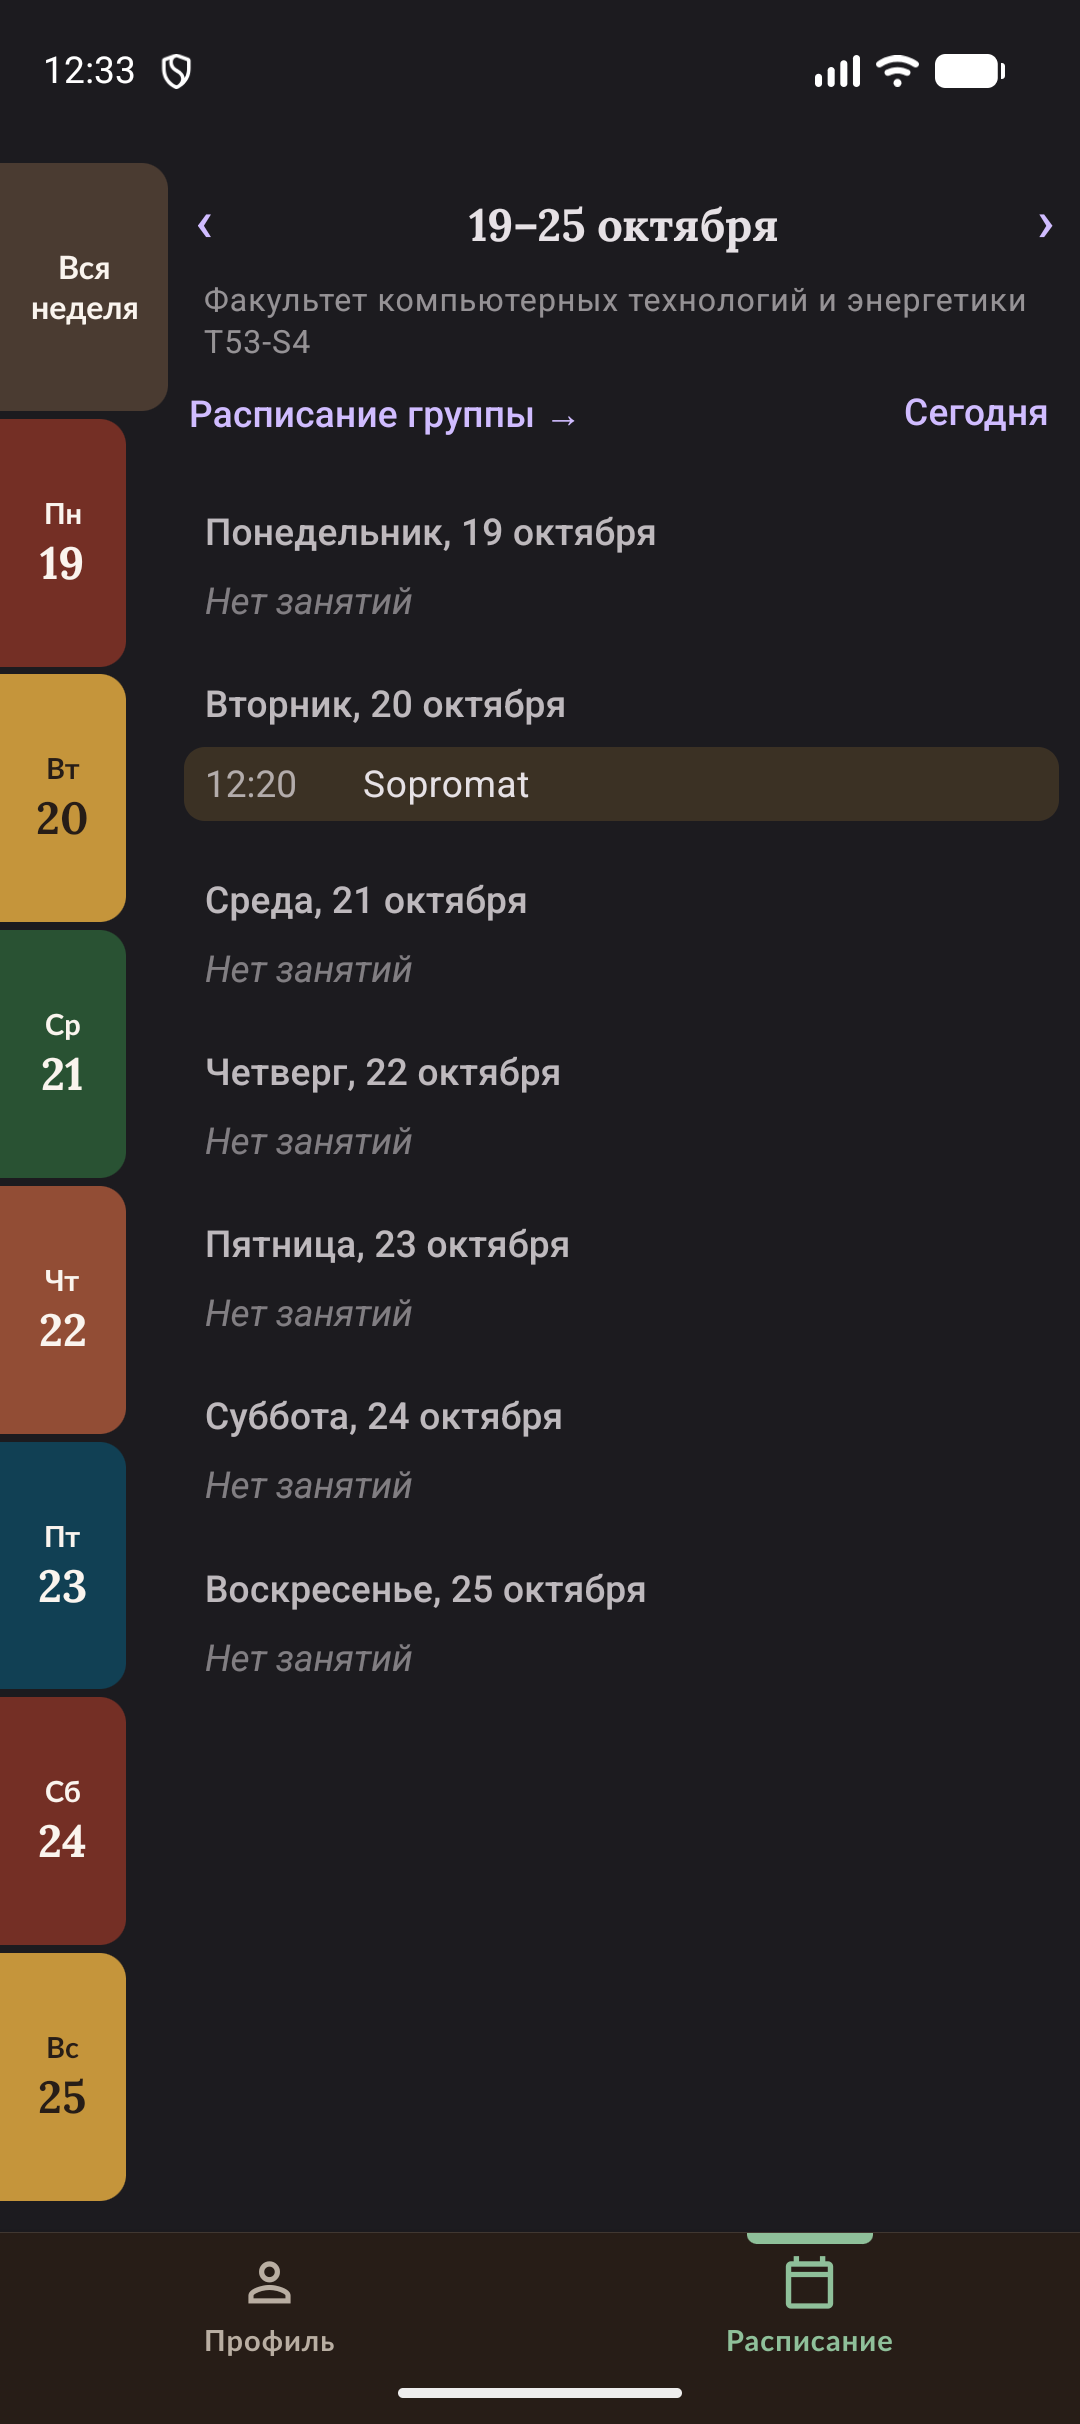 12:33
Вся
неделя
‹ 19–25 октября ›
Факультет компьютерных технологий и энергетики
Т53-S4
Расписание группы → Сегодня
Пн
19
Вт
20
Ср
21
Чт
22
Пт
23
Сб
24
Вс
25
Понедельник, 19 октября
Нет занятий
Вторник, 20 октября
12:20 Sopromat
Среда, 21 октября
Нет занятий
Четверг, 22 октября
Нет занятий
Пятница, 23 октября
Нет занятий
Суббота, 24 октября
Нет занятий
Воскресенье, 25 октября
Нет занятий
Профиль
Расписание